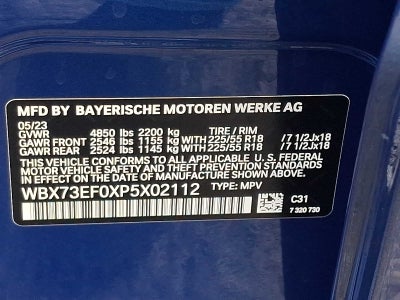 MFD BY BAYERISCHE MOTOREN WERKE AG
05/23
GVWR 4850 lbs 2200 kg TIRE / RIM
GAWR FRONT 2546 lbs 1155 kg WITH 225/55 R18 / 7 1/2Jx18
GAWR REAR 2524 lbs 1145 kg WITH 225/55 R18 / 7 1/2Jx18
THIS VEHICLE CONFORMS TO ALL APPLICABLE U. S. FEDERAL
MOTOR VEHICLE SAFETY AND THEFT PREVENTION STANDARDS
IN EFFECT ON THE DATE OF MANUFACTURE SHOWN ABOVE.
WBX73EF0XP5X02112 TYPE: MPV
C31
7 320 730